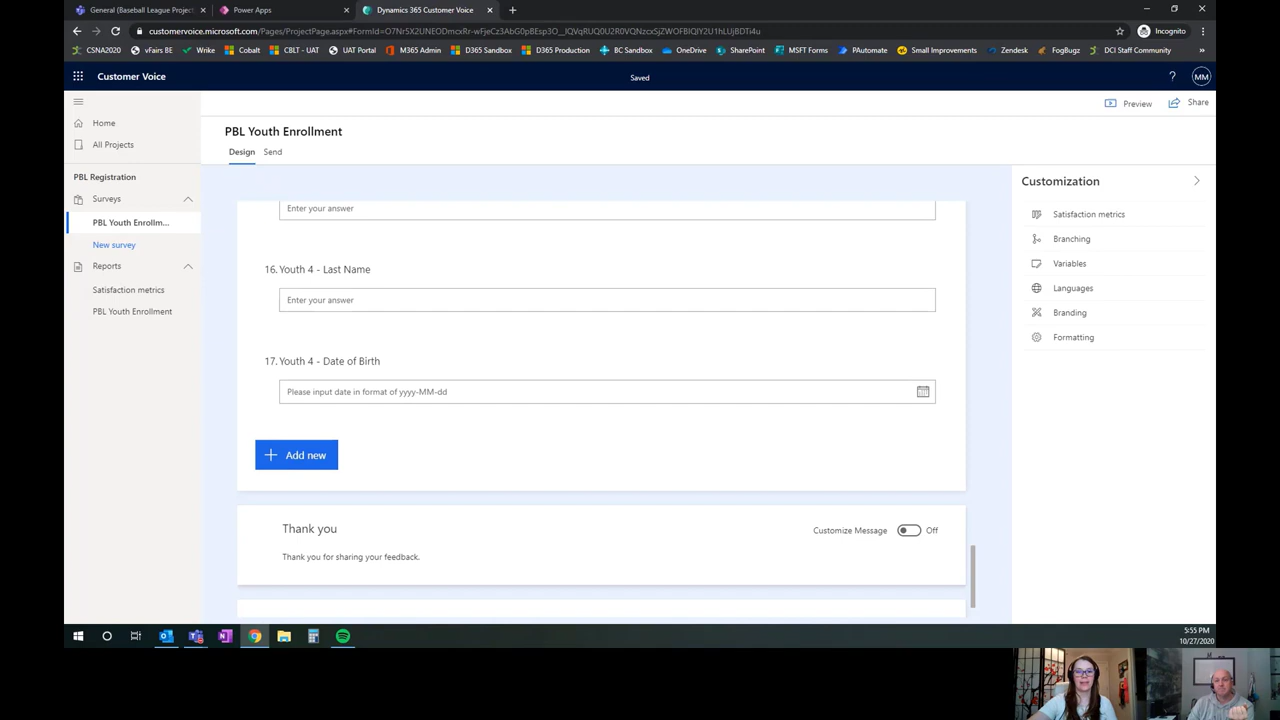 General (Baseball League Project
Power Apps
Dynamics 365 Customer Voice
customervoice.microsoft.com/Pages/ProjectPage.aspx#FormId=
Incognito
CSNA2020
vFairs BE
Wrike
Cobalt
CBLT - UAT
UAT Portal
M365 Admin
D365 Sandbox
D365 Production
BC Sandbox
OneDrive
SharePoint
MSFT Forms
PAutomate
Small Improvements
Zendesk
FogBugz
DCI Staff Community
Customer Voice
Saved
?
MM
Preview
Share
Home
All Projects
PBL Registration
Surveys
PBL Youth Enrollm...
New survey
Reports
Satisfaction metrics
PBL Youth Enrollment
PBL Youth Enrollment
Design
Send
Enter your answer
16. Youth 4 - Last Name
Enter your answer
17. Youth 4 - Date of Birth
Please input date in format of yyyy-MM-dd
+ Add new
Thank you
Customize Message
Off
Thank you for sharing your feedback.
Customization
Satisfaction metrics
Branching
Variables
Languages
Branding
Formatting
5:55 PM
10/27/2020